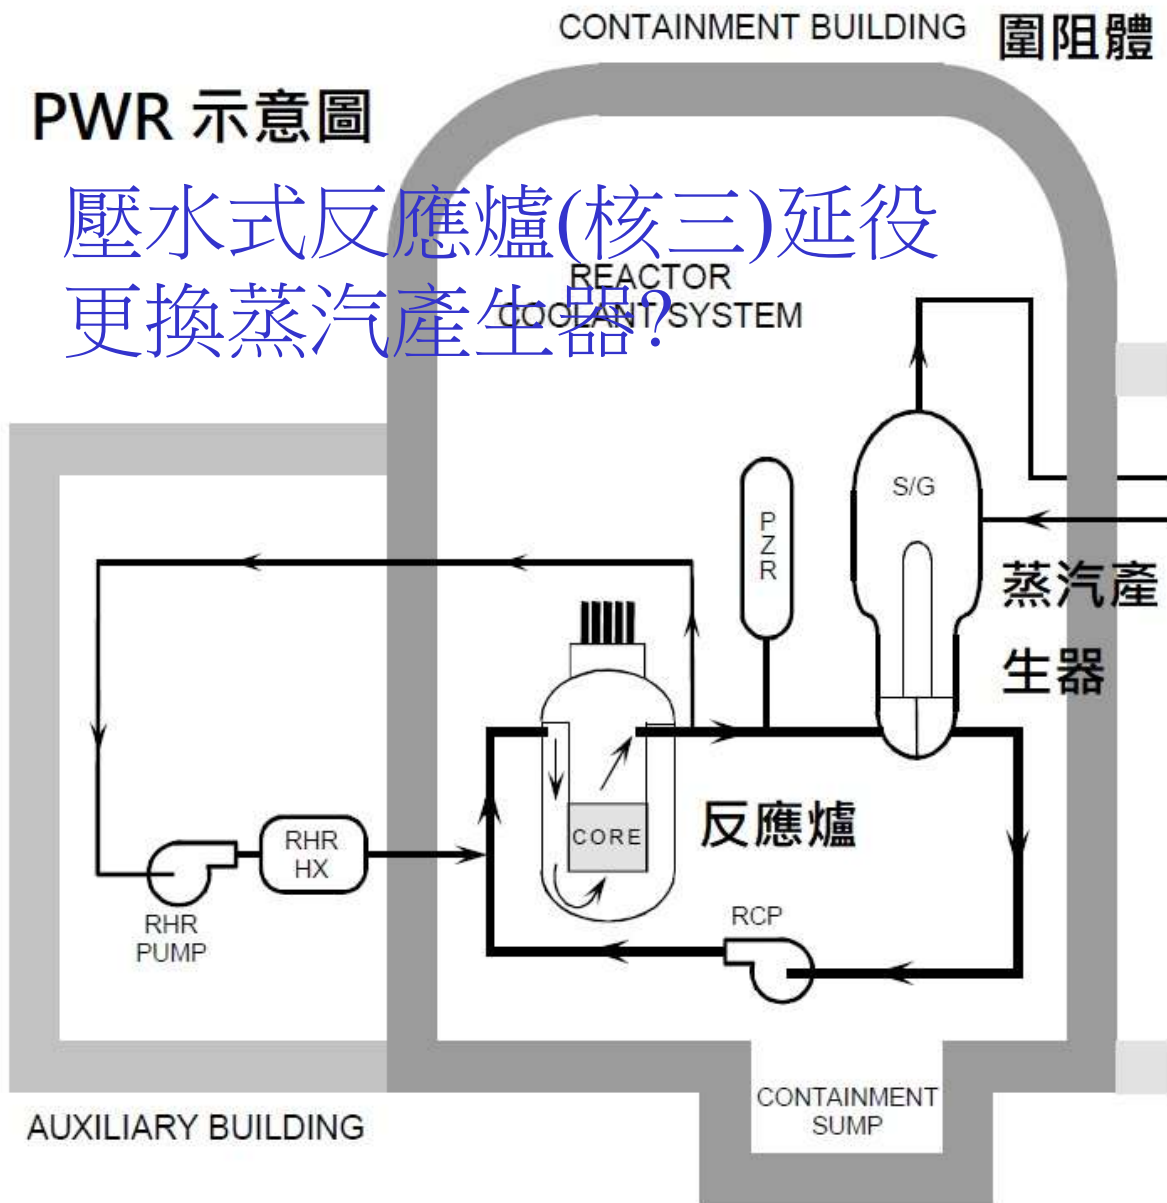 CONTAINMENT BUILDING 圍阻體
PWR 示意圖
壓水式反應爐(核三)延役
更換蒸汽產生器?
REACTOR
COOLANT SYSTEM
S/G
P
Z
R
蒸汽產
生器
CORE
反應爐
RHR
HX
RHR
PUMP
RCP
CONTAINMENT
SUMP
AUXILIARY BUILDING